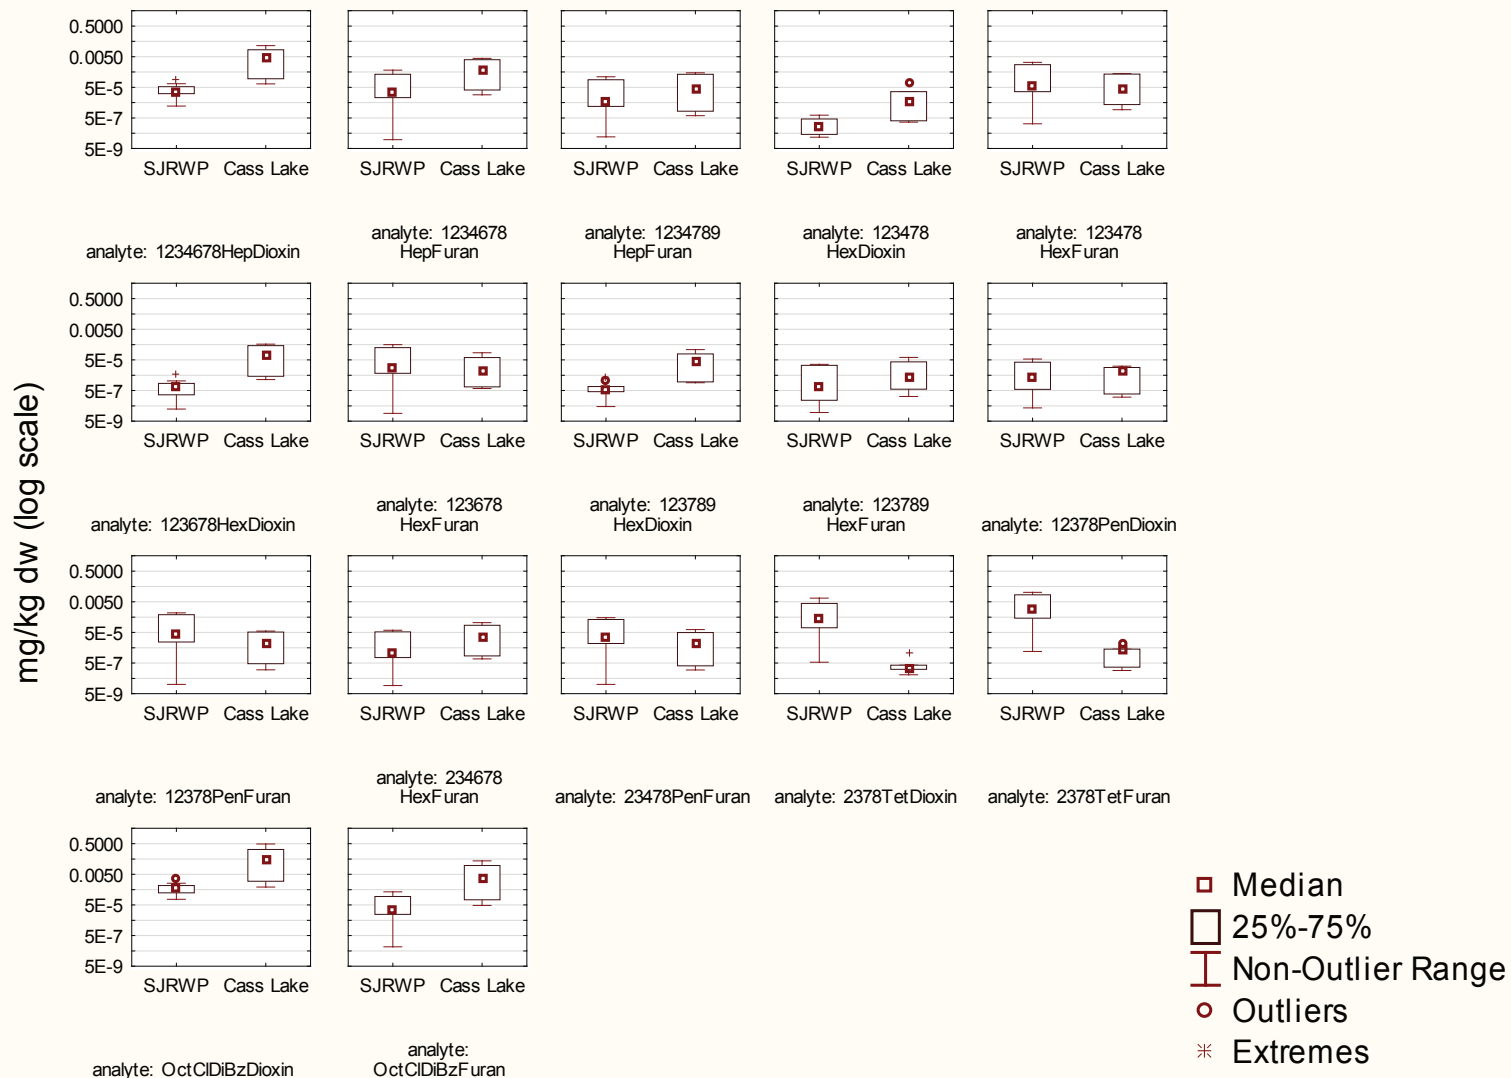 mg/kg dw (log scale)
0.5000
0.0050
5E-5
5E-7
5E-9
SJRWP Cass Lake
SJRWP Cass Lake
SJRWP Cass Lake
SJRWP Cass Lake
SJRWP Cass Lake
analyte: 1234678HepDioxin
analyte: 1234678
HepFuran
analyte: 1234789
HepFuran
analyte: 123478
HexDioxin
analyte: 123478
HexFuran
0.5000
0.0050
5E-5
5E-7
5E-9
SJRWP Cass Lake
SJRWP Cass Lake
SJRWP Cass Lake
SJRWP Cass Lake
SJRWP Cass Lake
analyte: 123678HexDioxin
analyte: 123678
HexFuran
analyte: 123789
HexDioxin
analyte: 123789
HexFuran
analyte: 12378PenDioxin
0.5000
0.0050
5E-5
5E-7
5E-9
SJRWP Cass Lake
SJRWP Cass Lake
SJRWP Cass Lake
SJRWP Cass Lake
SJRWP Cass Lake
analyte: 12378PenFuran
analyte: 234678
HexFuran
analyte: 23478PenFuran
analyte: 2378TetDioxin
analyte: 2378TetFuran
0.5000
0.0050
5E-5
5E-7
5E-9
SJRWP Cass Lake
SJRWP Cass Lake
analyte: OctClDiBzDioxin
analyte:
OctClDiBzFuran
Median
25%-75%
Non-Outlier Range
Outliers
Extremes